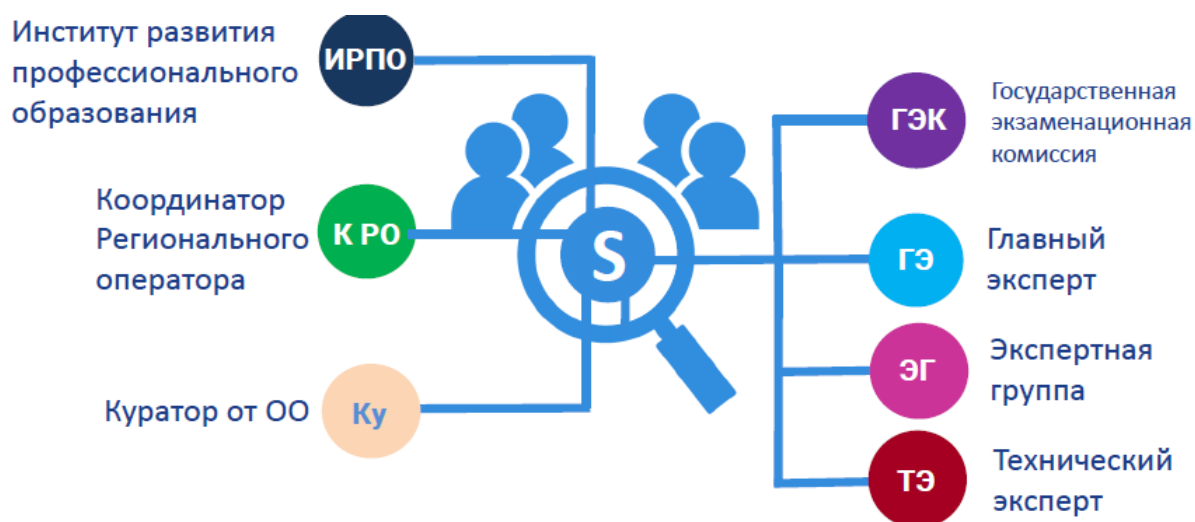 Институт развития
профессионального
образования
ИРПО
Координатор
Регионального
оператора
К РО
Куратор от ОО
Ку
S
ГЭК
Государственная
экзаменационная
комиссия
ГЭ
Главный
эксперт
ЭГ
Экспертная
группа
ТЭ
Технический
эксперт